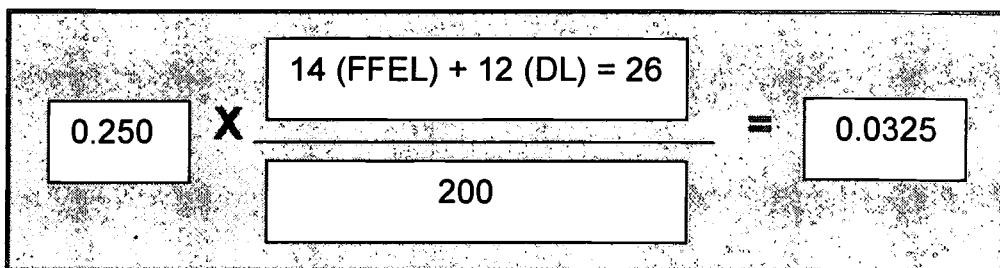 14 (FFEL) + 12 (DL) = 26
0.250 X = 0.0325
200